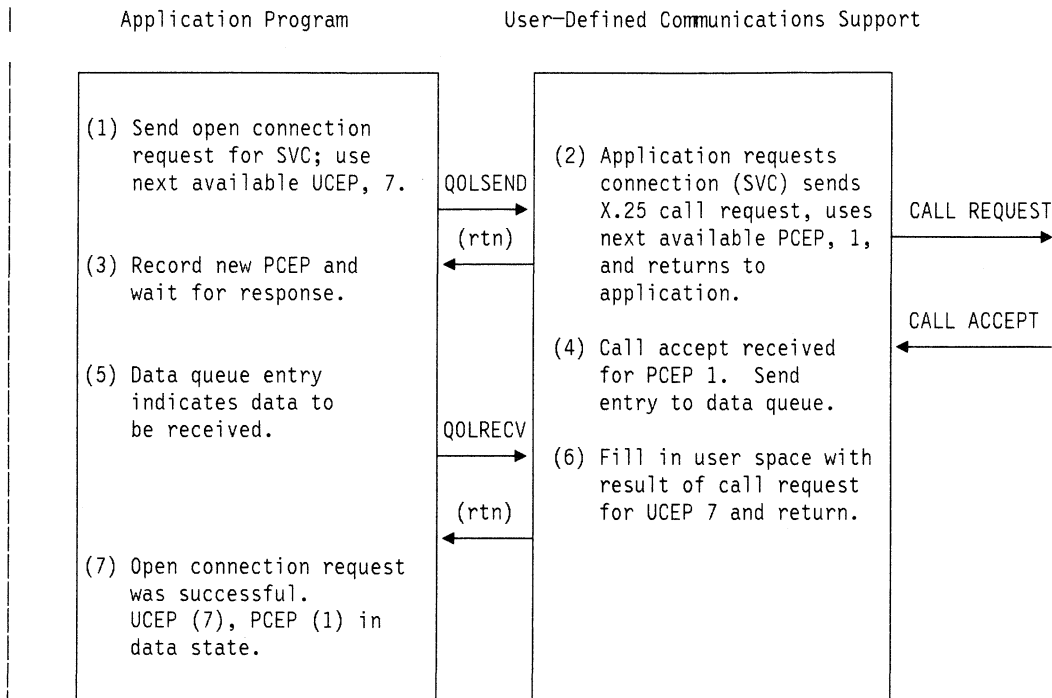 Application Program
User-Defined Communications Support
(1) Send open connection
request for SVC; use
next available UCEP, 7.
QOLSEND
(rtn)
(2) Application requests
connection (SVC) sends
X.25 call request, uses
next available PCEP, 1,
and returns to
application.
CALL REQUEST
(3) Record new PCEP and
wait for response.
CALL ACCEPT
(4) Call accept received
for PCEP 1. Send
entry to data queue.
(5) Data queue entry
indicates data to
be received.
QOLRECV
(rtn)
(6) Fill in user space with
result of call request
for UCEP 7 and return.
(7) Open connection request
was successful.
UCEP (7), PCEP (1) in
data state.